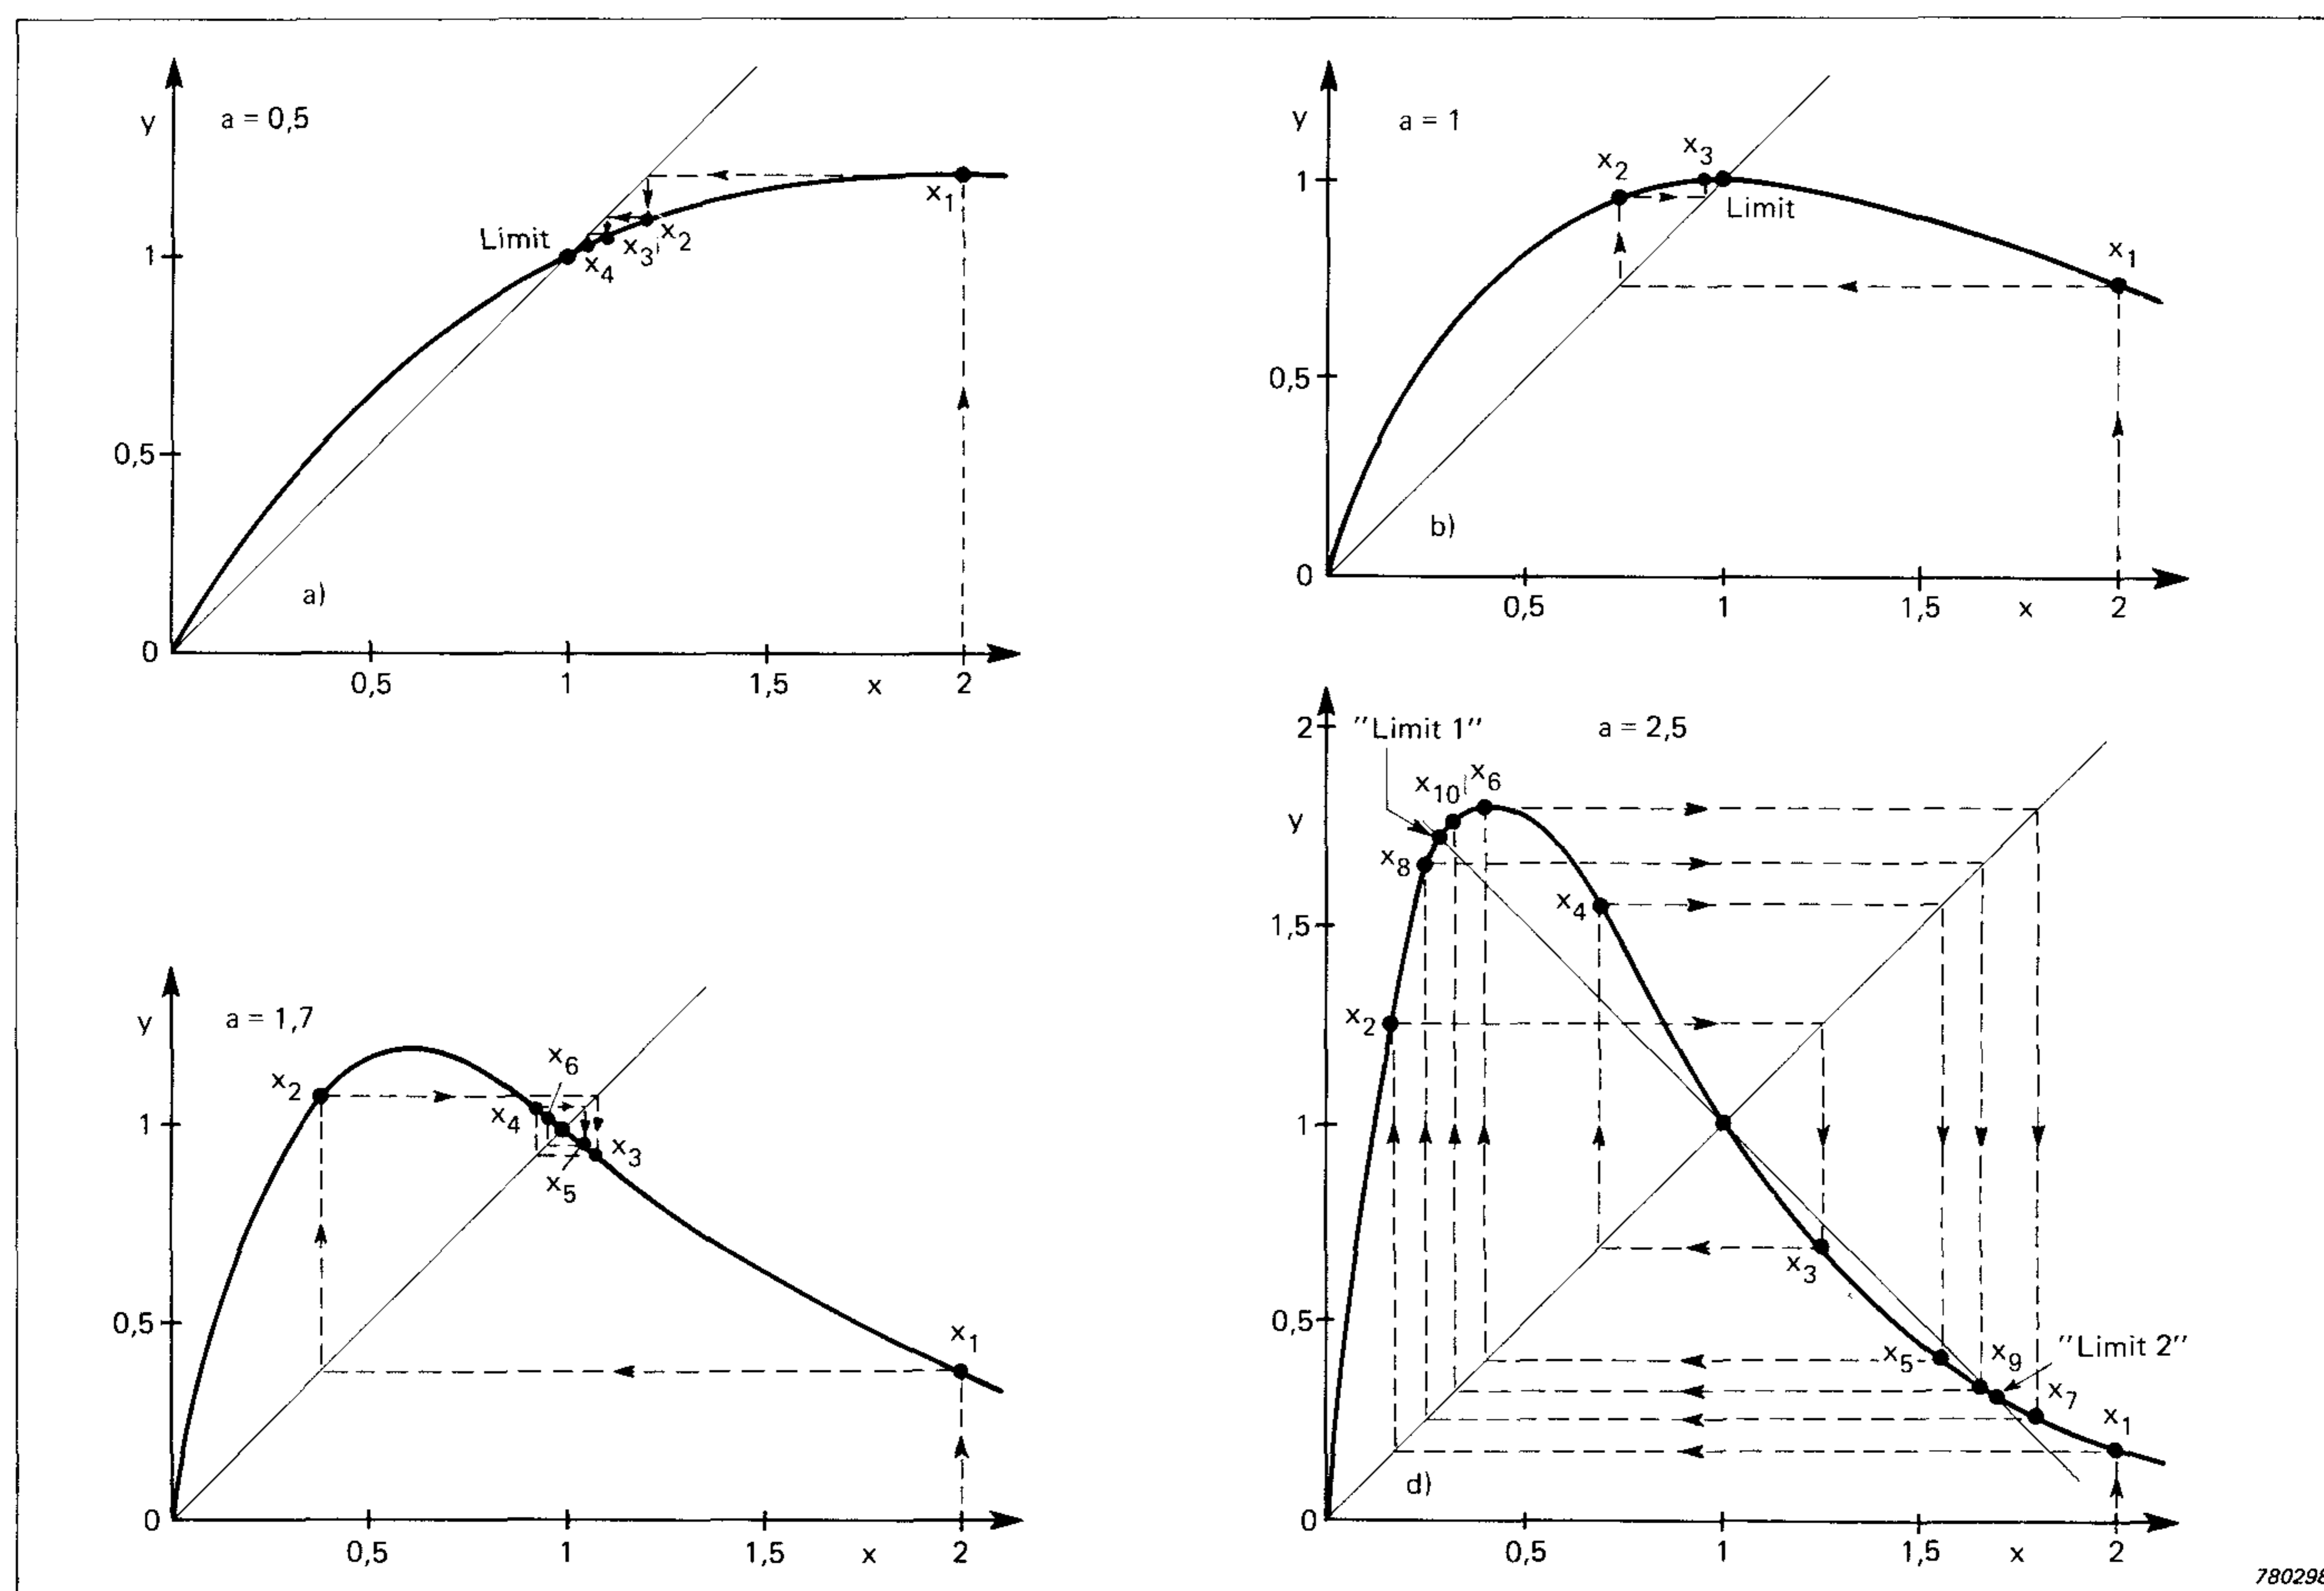 y
a = 0,5
x₁
Limit
x₂
x₃
x₄
1
0,5
a)
0
0,5
1
1,5
x
2
y
a = 1
x₃
x₂
1
Limit
x₁
0,5
b)
0
0,5
1
1,5
x
2
y
a = 1,7
x₆
x₂
x₄
1
x₃
x₅
0,5
x₁
0
0,5
1
1,5
x
2
2
"Limit 1"
a = 2,5
x₁₀
x₆
y
x₈
x₄
1,5
x₂
1
x₃
0,5
x₅
x₉
"Limit 2"
x₇
x₁
d)
0
0,5
1
1,5
x
2
780298